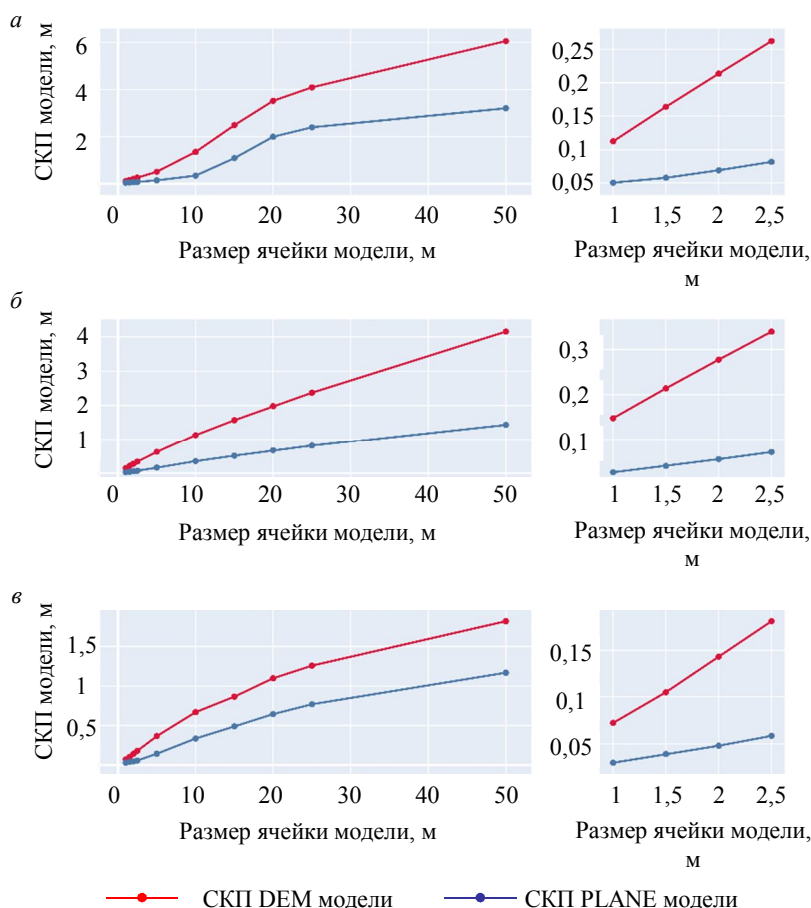 а
СКП модели, м
6
4
2
0 10 20 30 40 50
Размер ячейки модели, м
0,25
0,2
0,15
0,1
0,05
1 1,5 2 2,5
Размер ячейки модели,
м
б
СКП модели, м
4
3
2
1
0 10 20 30 40 50
Размер ячейки модели, м
0,3
0,2
0,1
1 1,5 2 2,5
Размер ячейки модели,
м
в
СКП модели, м
1,5
1
0,5
0 10 20 30 40 50
Размер ячейки модели, м
0,15
0,1
0,05
1 1,5 2 2,5
Размер ячейки модели,
м
СКП DEM модели СКП PLANE модели